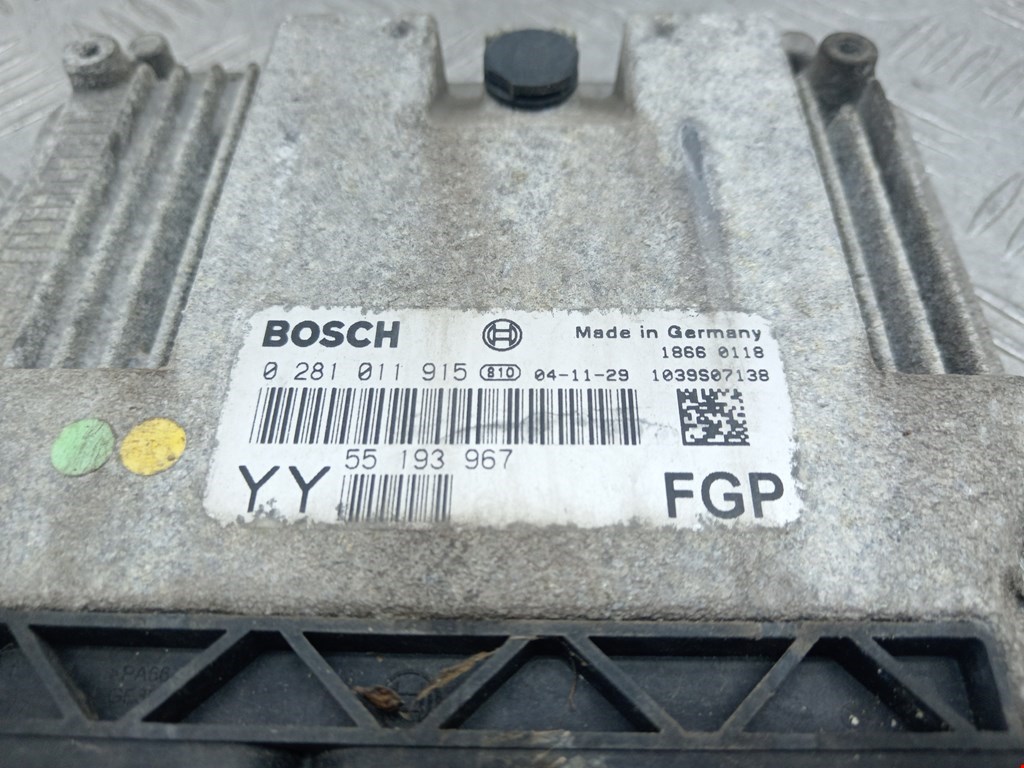 BOSCH Made in Germany
1866 0118
0 281 011 915 810 04-11-29 1039S07138
55 193 967
YY FGP